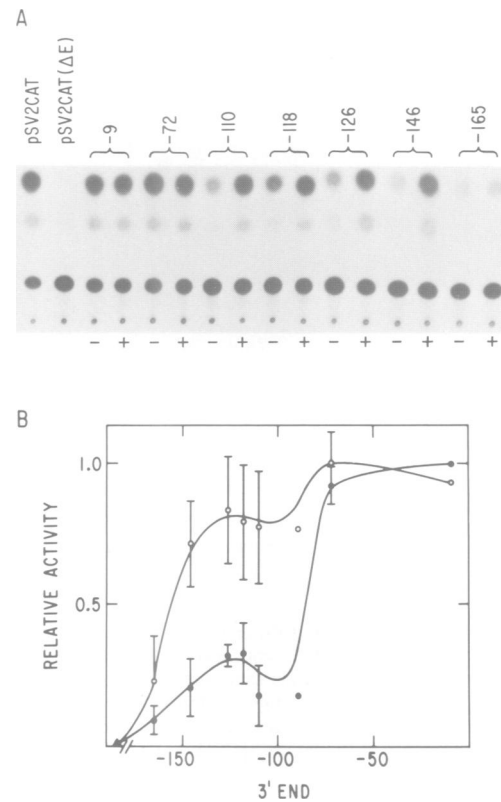 A
pSV2CAT
pSV2CAT(ΔE)
-9
-72
-110
-118
-126
-146
-165
- + - + - + - + - + - + - +
B
RELATIVE ACTIVITY
1.0
0.5
-150 -100 -50
3' END